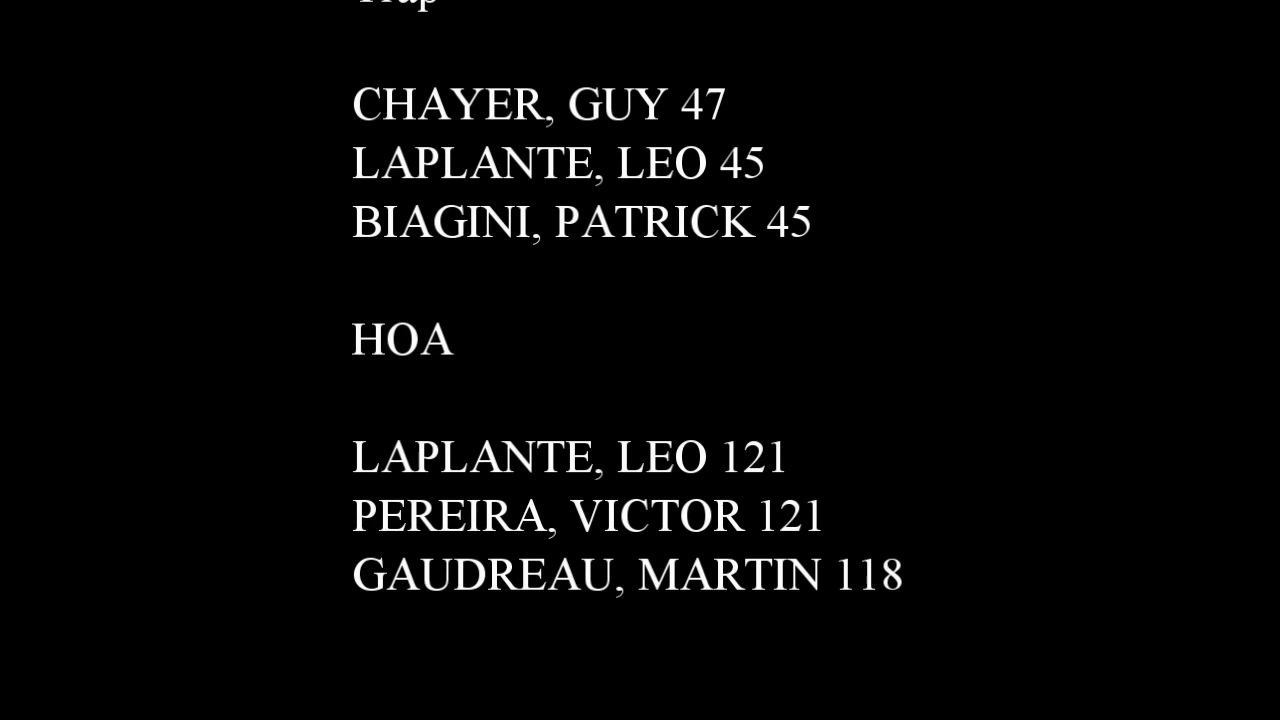 CHAYER, GUY 47
LAPLANTE, LEO 45
BIAGINI, PATRICK 45
HOA
LAPLANTE, LEO 121
PEREIRA, VICTOR 121
GAUDREAU, MARTIN 118